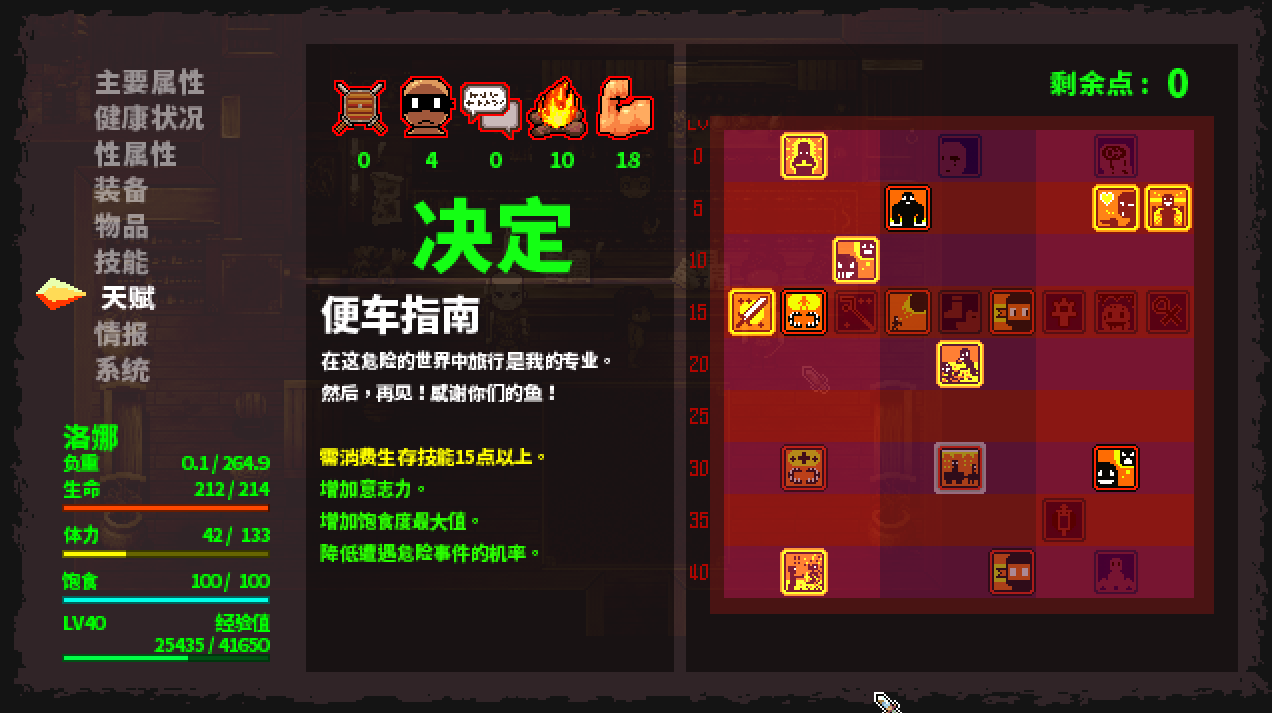 主要属性
健康状况
性属性
装备
物品
技能
天赋
情报
系统
洛娜
负重 0.1 / 264.9
生命 212 / 214
体力 42 / 133
饱食 100 / 100
LV40 经验值
25435 / 41650
0 4 0 10 18
决定
便车指南
在这危险的世界中旅行是我的专业。
然后，再见！感谢你们的鱼！
需消费生存技能15点以上。
增加意志力。
增加饱食度最大值。
降低遭遇危险事件的机率。
剩余点： 0
LV
0
5
10
15
20
25
30
35
40